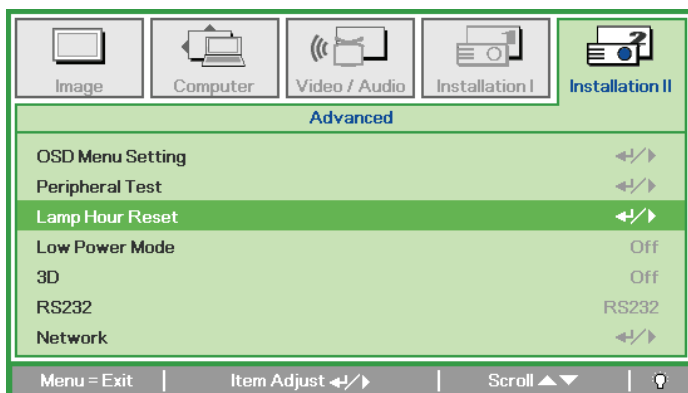 Image Computer Video / Audio Installation I Installation II
Advanced
OSD Menu Setting
Peripheral Test
Lamp Hour Reset
Low Power Mode Off
3D Off
RS232 RS232
Network
Menu = Exit Item Adjust Scroll